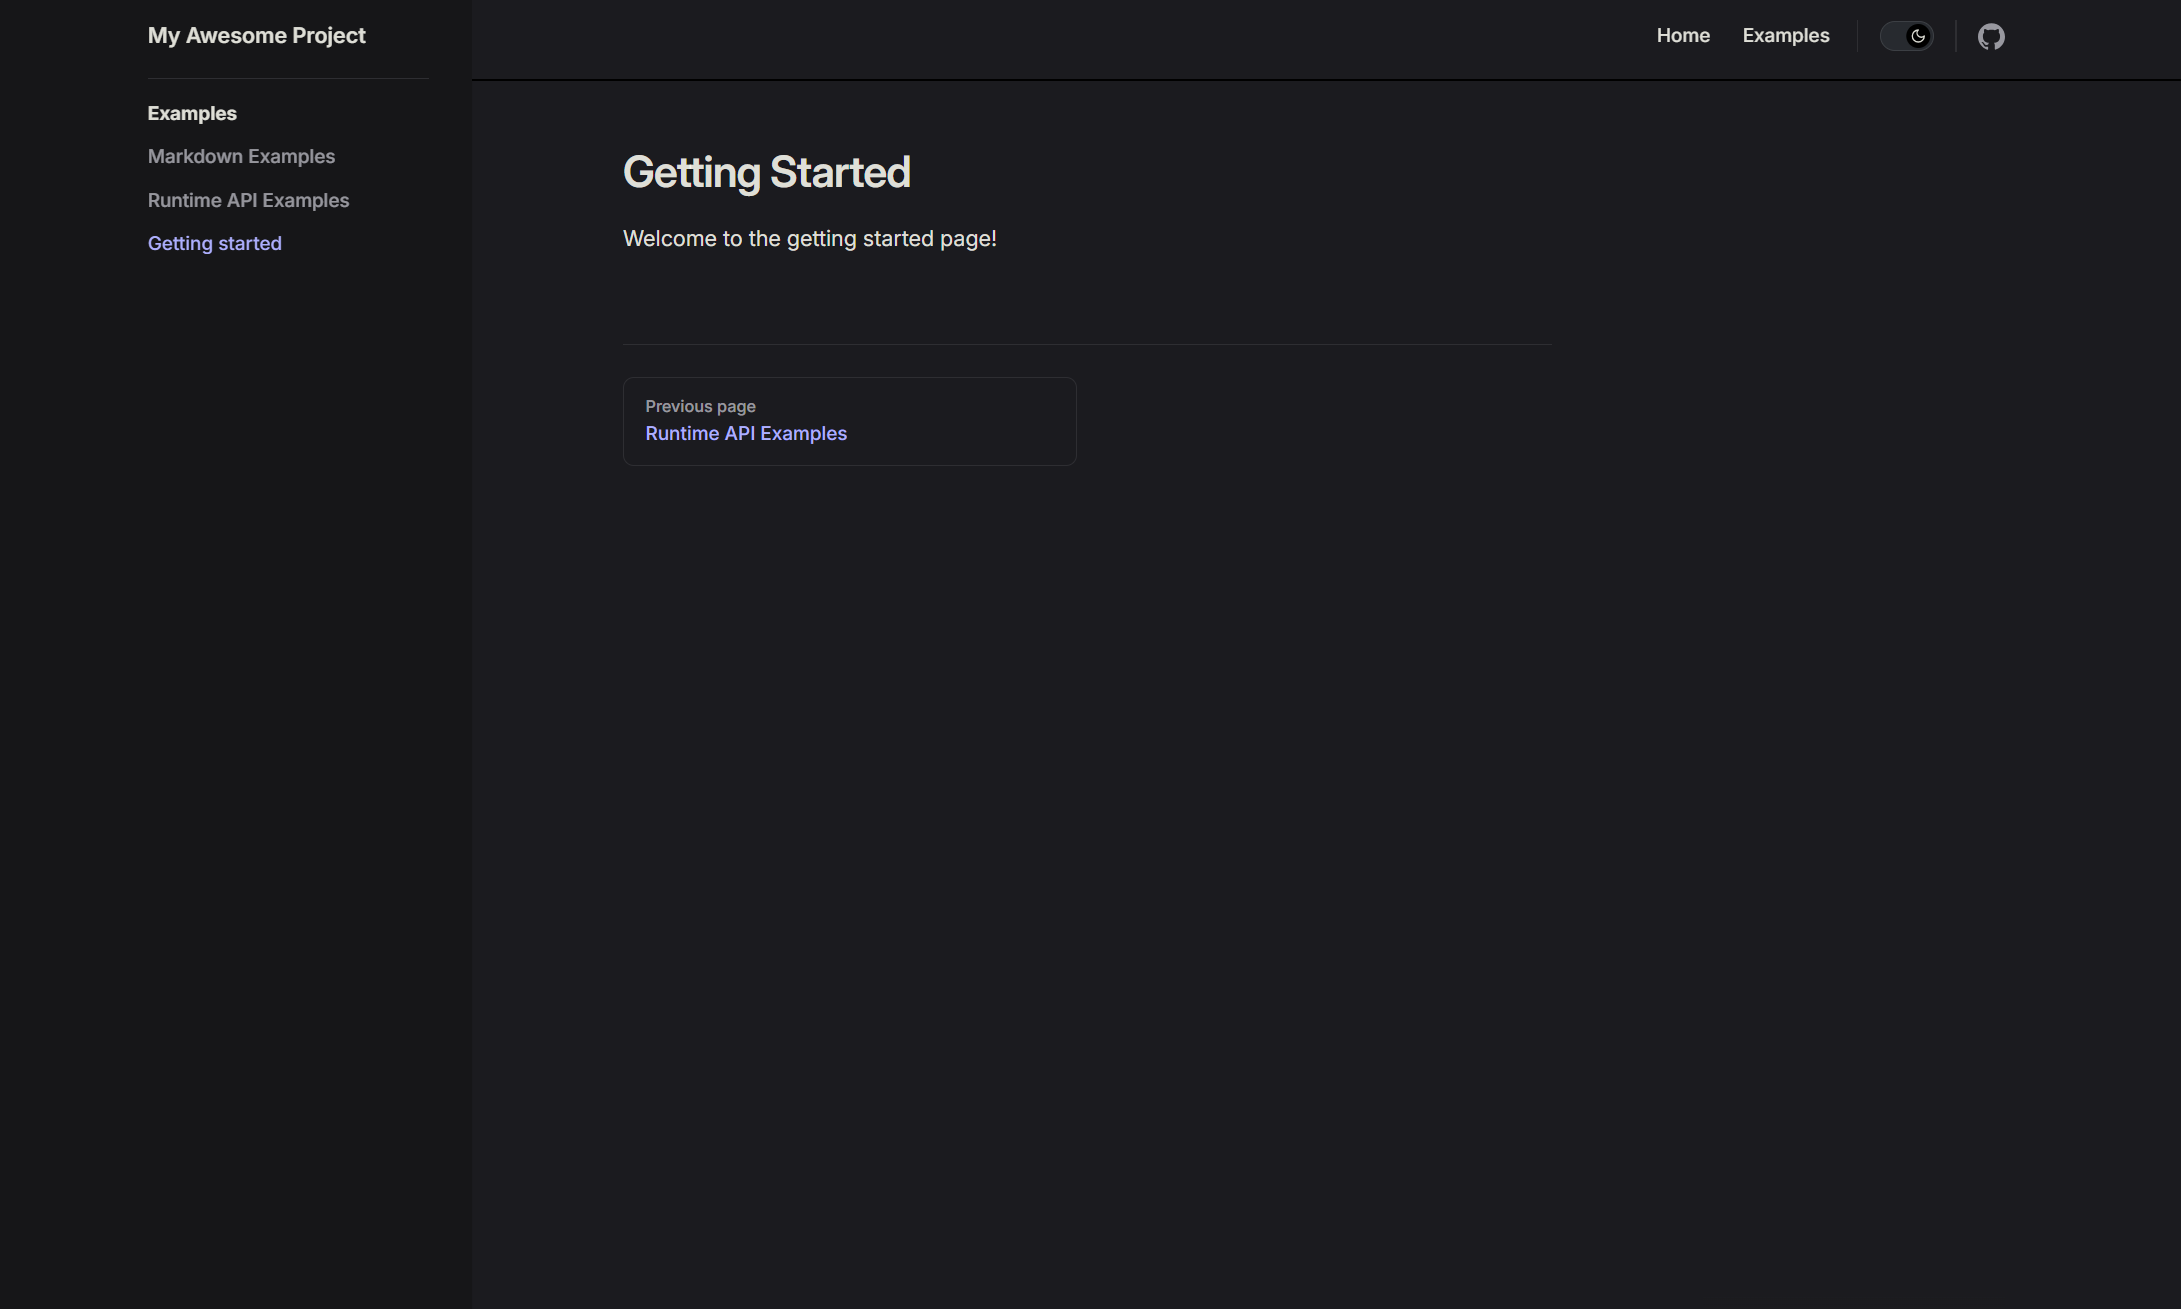 My Awesome Project
Home
Examples
Examples
Markdown Examples
Runtime API Examples
Getting started
Getting Started
Welcome to the getting started page!
Previous page
Runtime API Examples